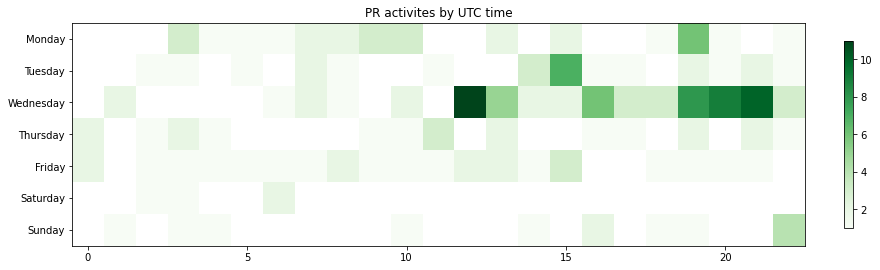 PR activites by UTC time
Monday
Tuesday
Wednesday
Thursday
Friday
Saturday
Sunday
0 5 10 15 20
10
8
6
4
2